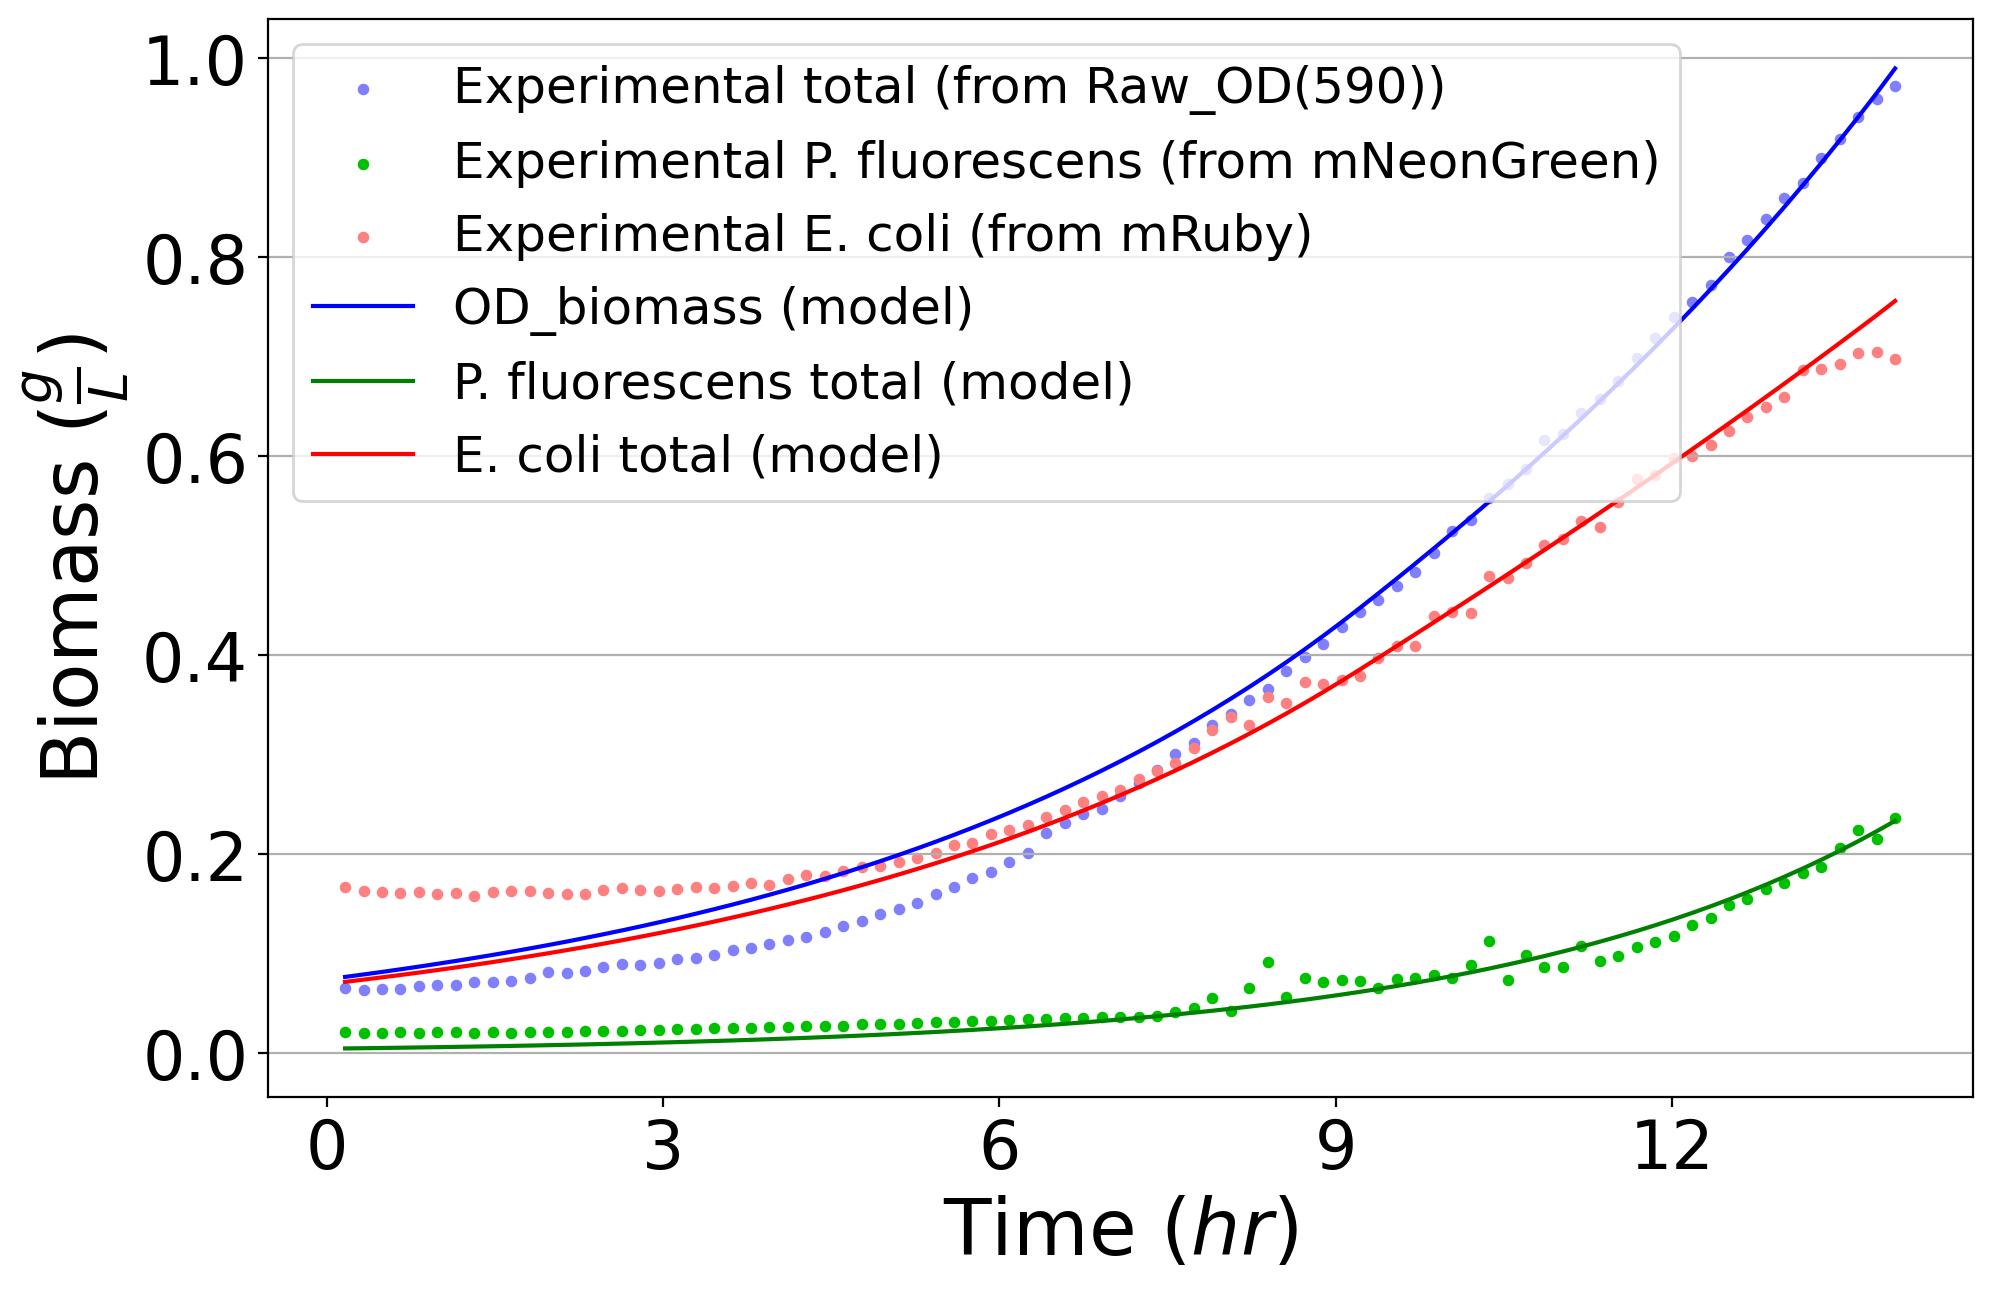 1.0
0.8
0.6
0.4
0.2
0.0
Biomass (g/L)
Experimental total (from Raw_OD(590))
Experimental P. fluorescens (from mNeonGreen)
Experimental E. coli (from mRuby)
OD_biomass (model)
P. fluorescens total (model)
E. coli total (model)
0 3 6 9 12
Time (hr)